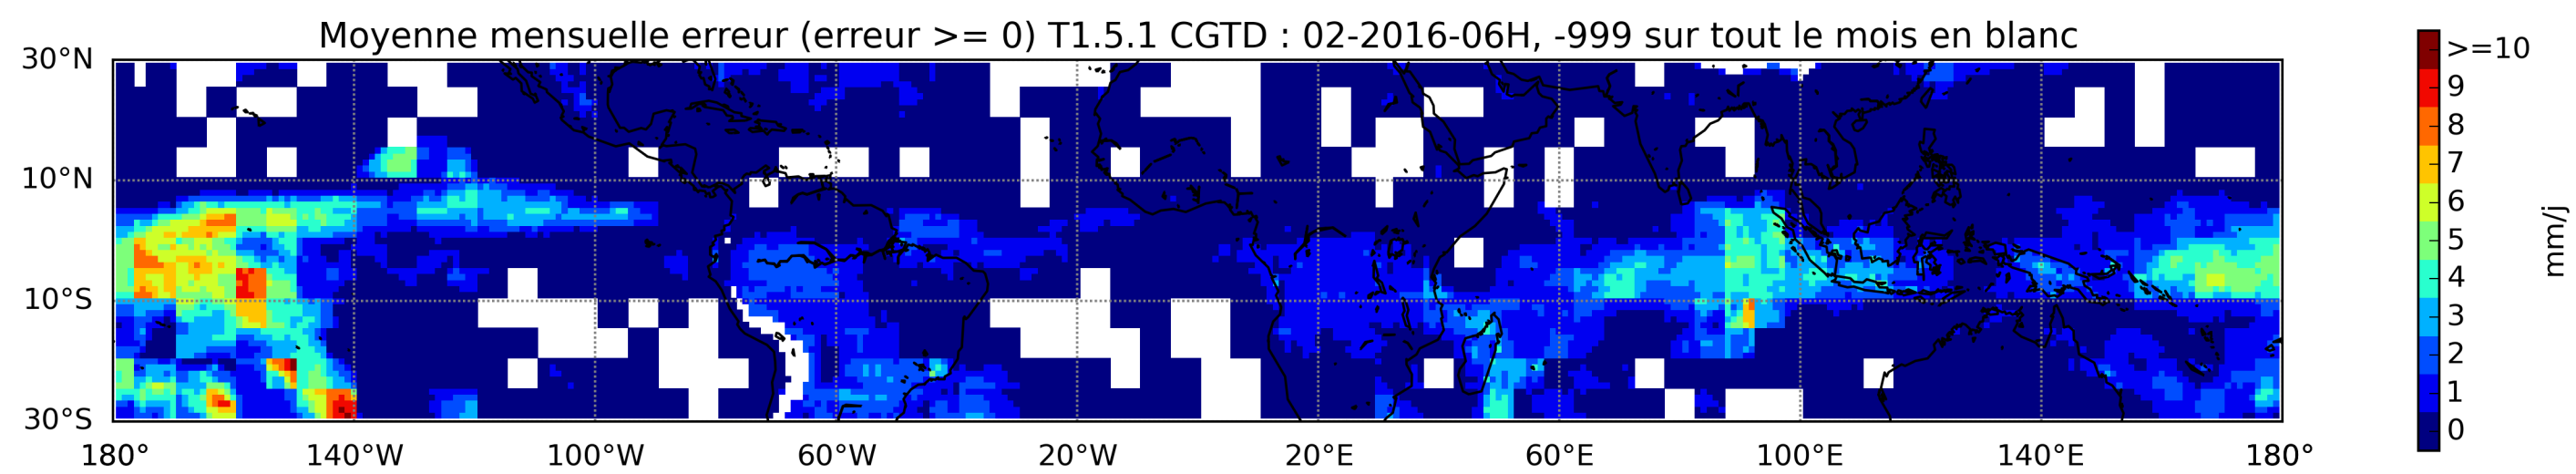 Moyenne mensuelle erreur (erreur >= 0) T1.5.1 CGTD : 02-2016-06H, -999 sur tout le mois en blanc
30°N
10°N
10°S
30°S
180° 140°W 100°W 60°W 20°W 20°E 60°E 100°E 140°E 180°
>=10
9
8
7
6
5
4
3
2
1
0
mm/j